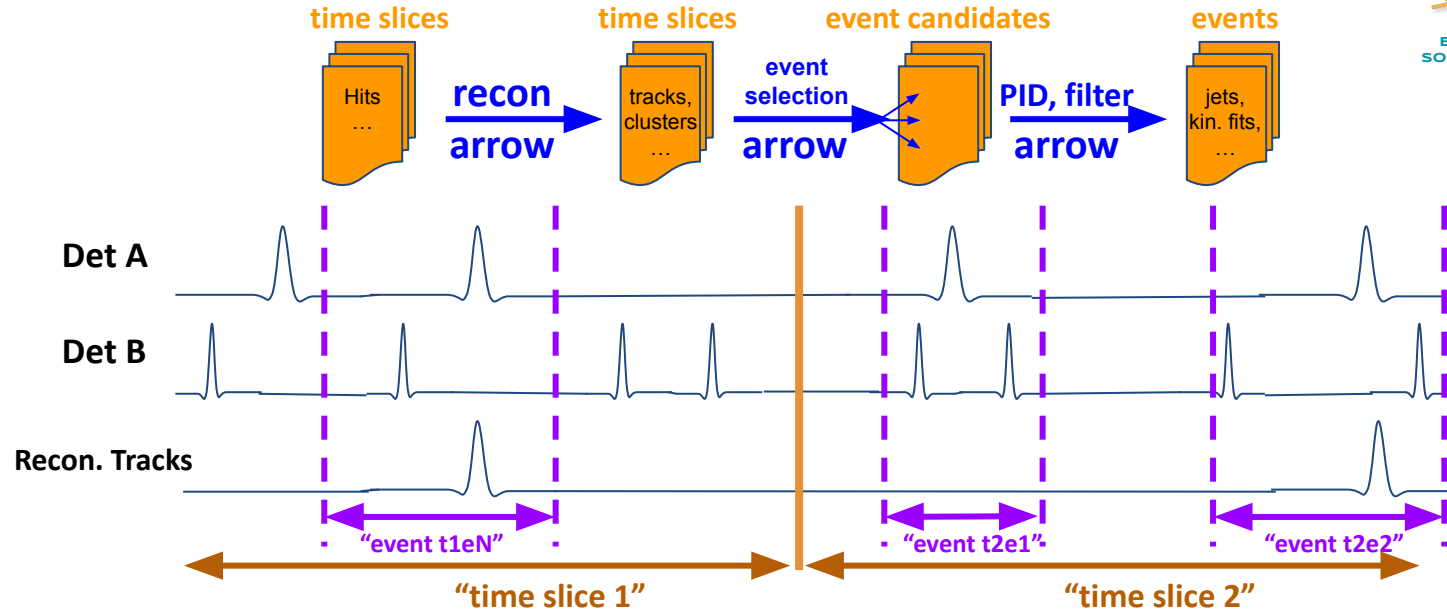 time slices
time slices
event candidates
events
Hits
…
recon
arrow
tracks,
clusters
…
event
selection
arrow
PID, filter
arrow
jets,
kin. fits,
…
Det A
Det B
Recon. Tracks
“event t1eN”
“event t2e1”
“event t2e2”
“time slice 1”
“time slice 2”